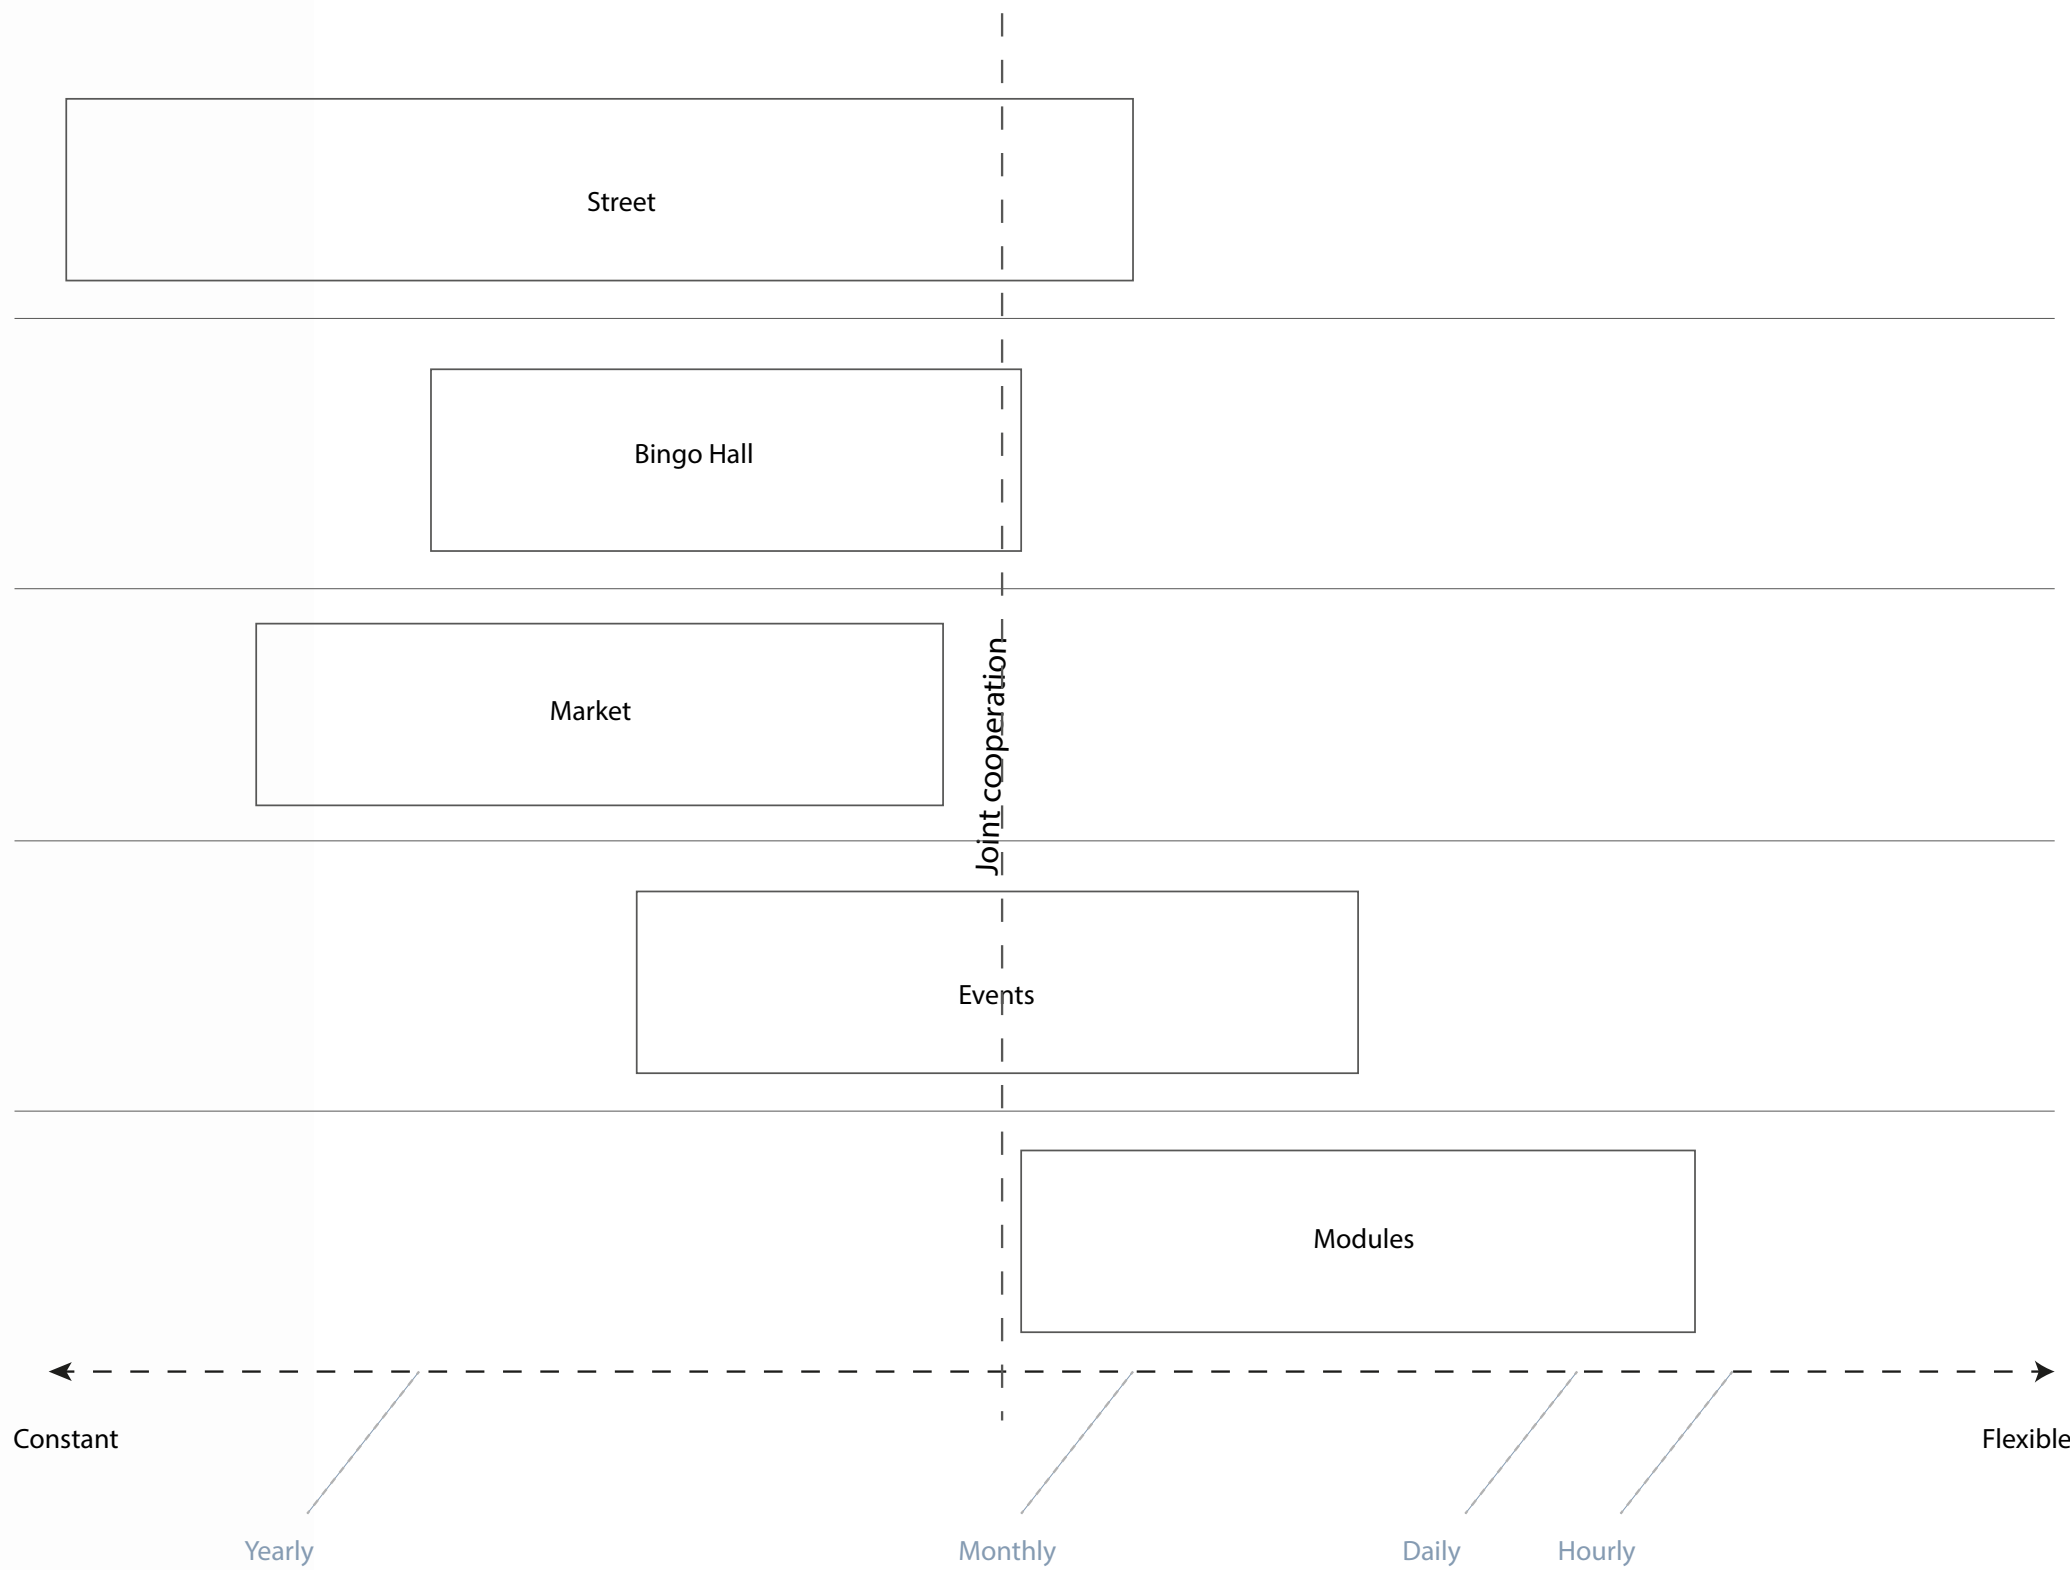 Street
Bingo Hall
Market
Joint cooperation
Events
Modules
Constant
Flexible
Yearly
Monthly
Daily
Hourly